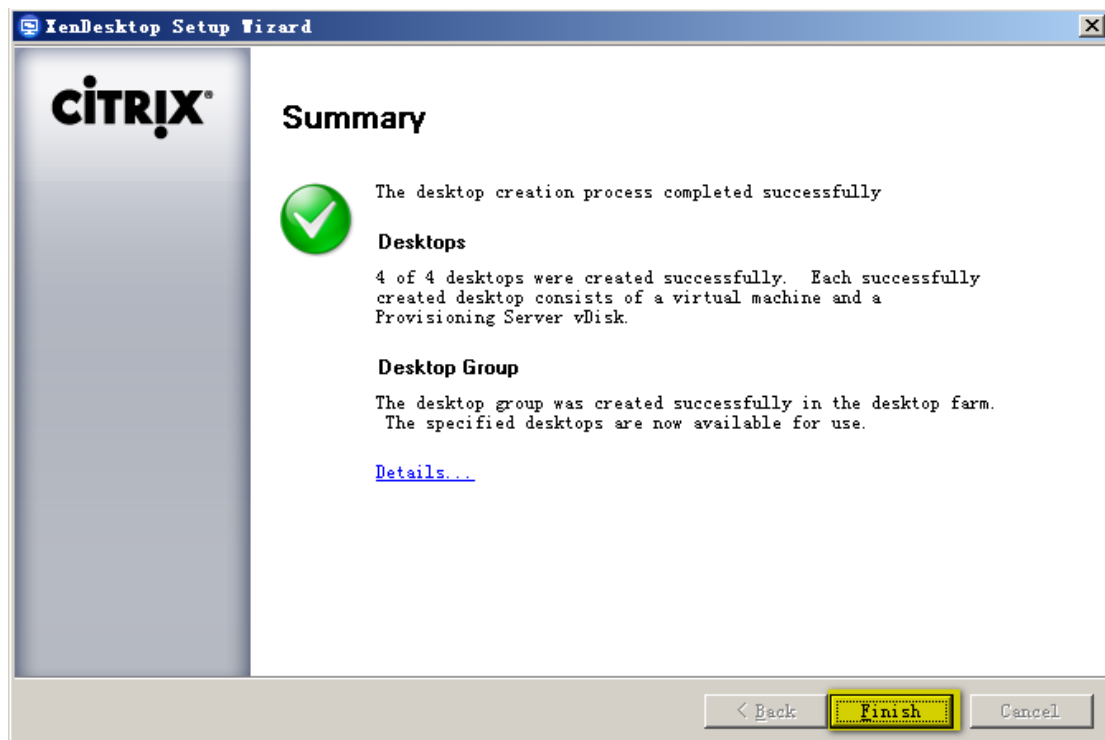 XenDesktop Setup Wizard
CITRIX®
Summary
The desktop creation process completed successfully
Desktops
4 of 4 desktops were created successfully.  Each successfully
created desktop consists of a virtual machine and a
Provisioning Server vDisk.
Desktop Group
The desktop group was created successfully in the desktop farm.
The specified desktops are now available for use.
Details...
< Back
Finish
Cancel